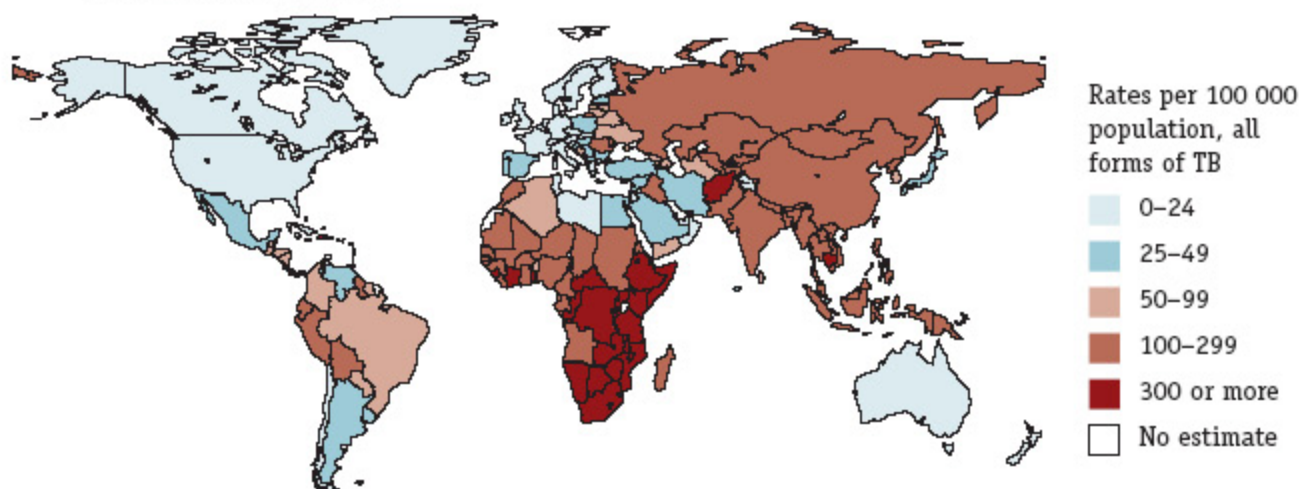 Rates per 100 000
population, all
forms of TB
0–24
25–49
50–99
100–299
300 or more
No estimate